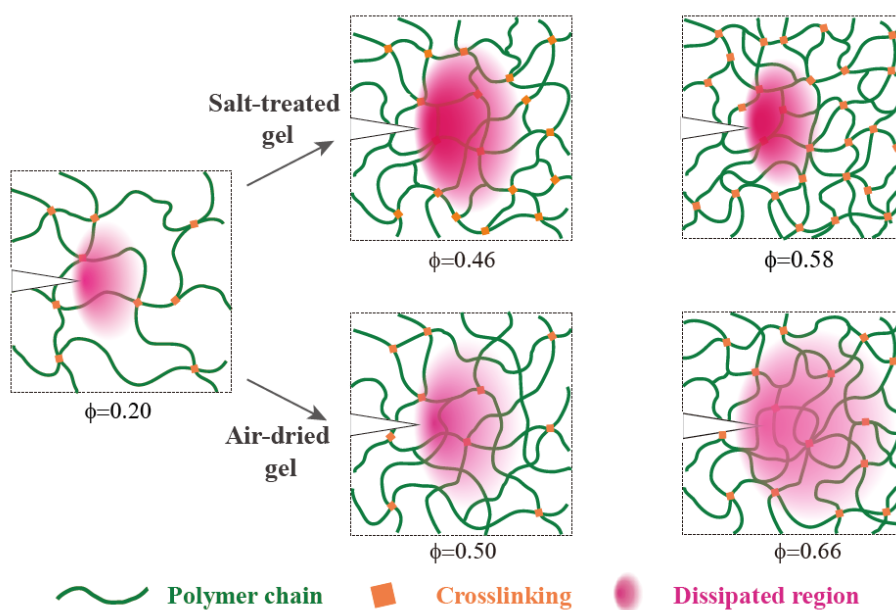 Salt-treated
gel
ϕ=0.46
ϕ=0.58
ϕ=0.20
Air-dried
gel
ϕ=0.50
ϕ=0.66
Polymer chain
Crosslinking
Dissipated region